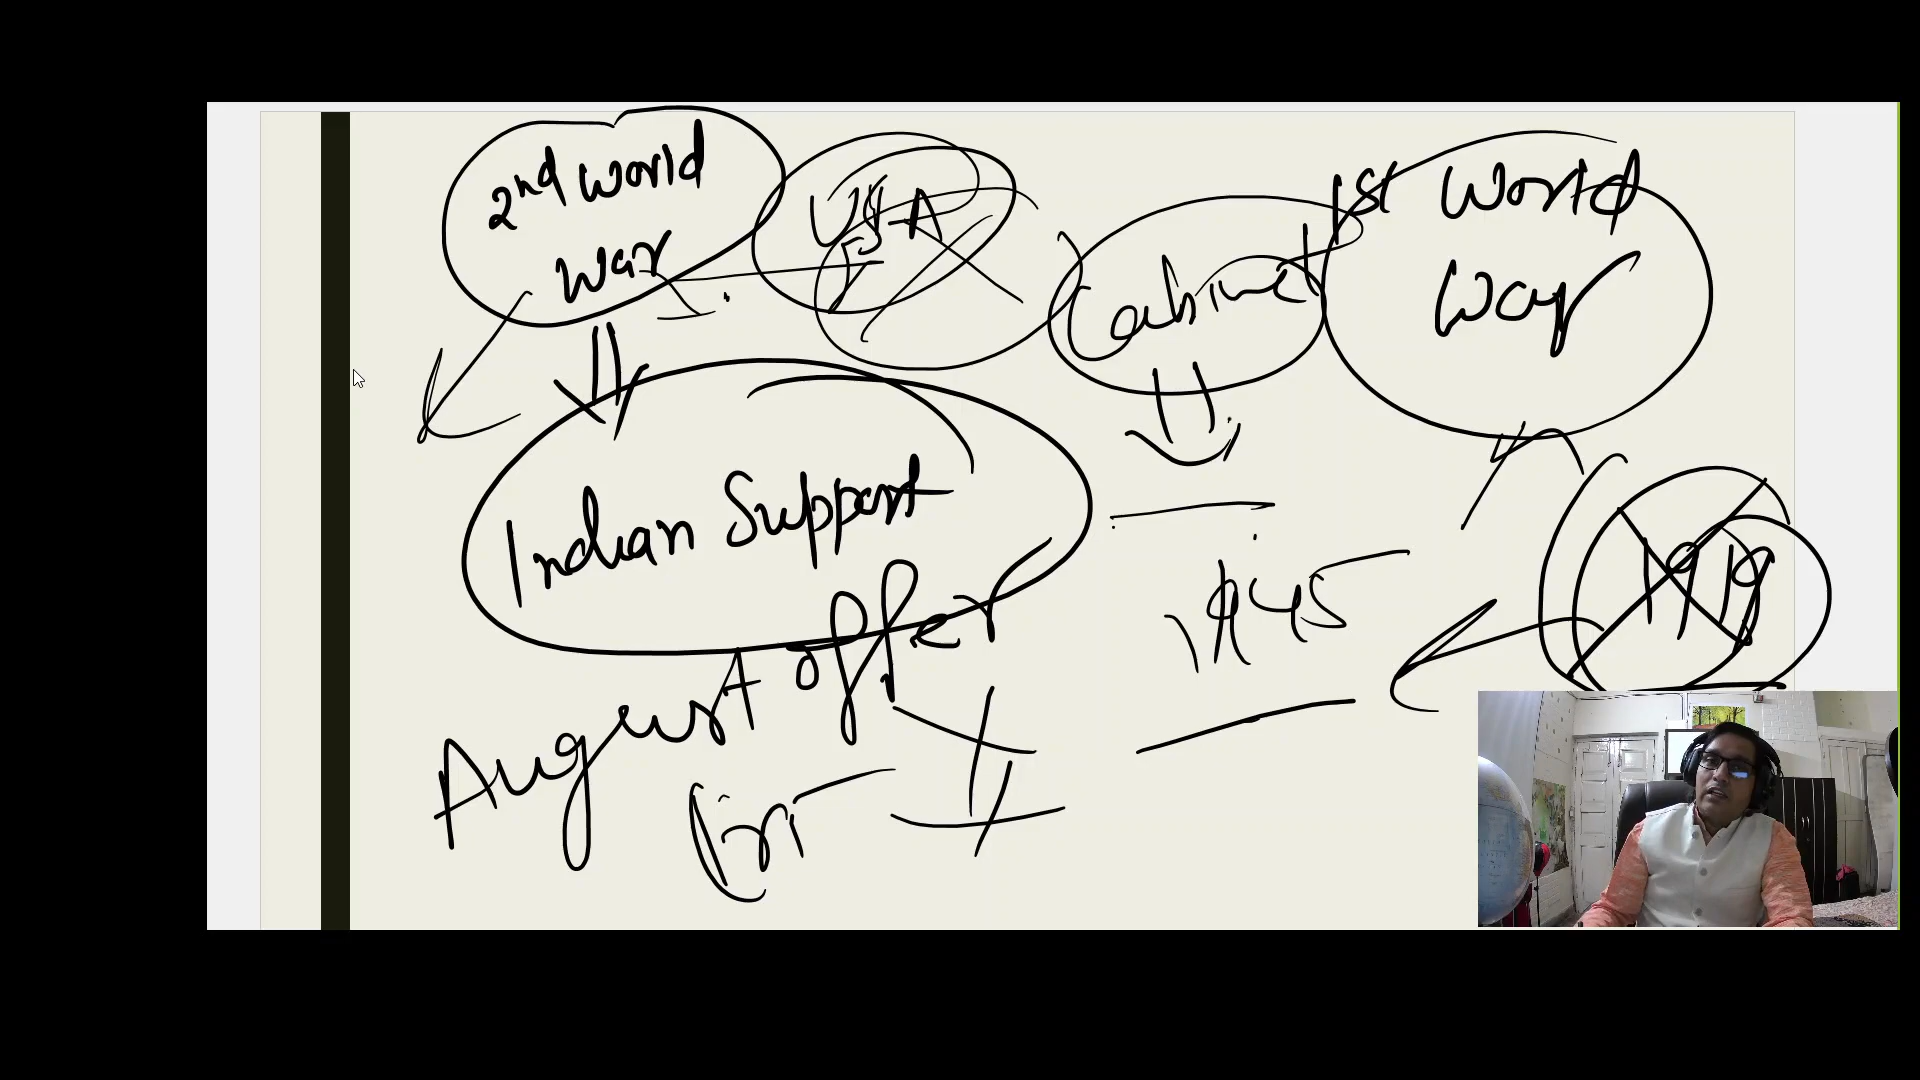 2nd world
war
USA
Cabinet
1st World
War
Indian Support
August offer
1945
1919